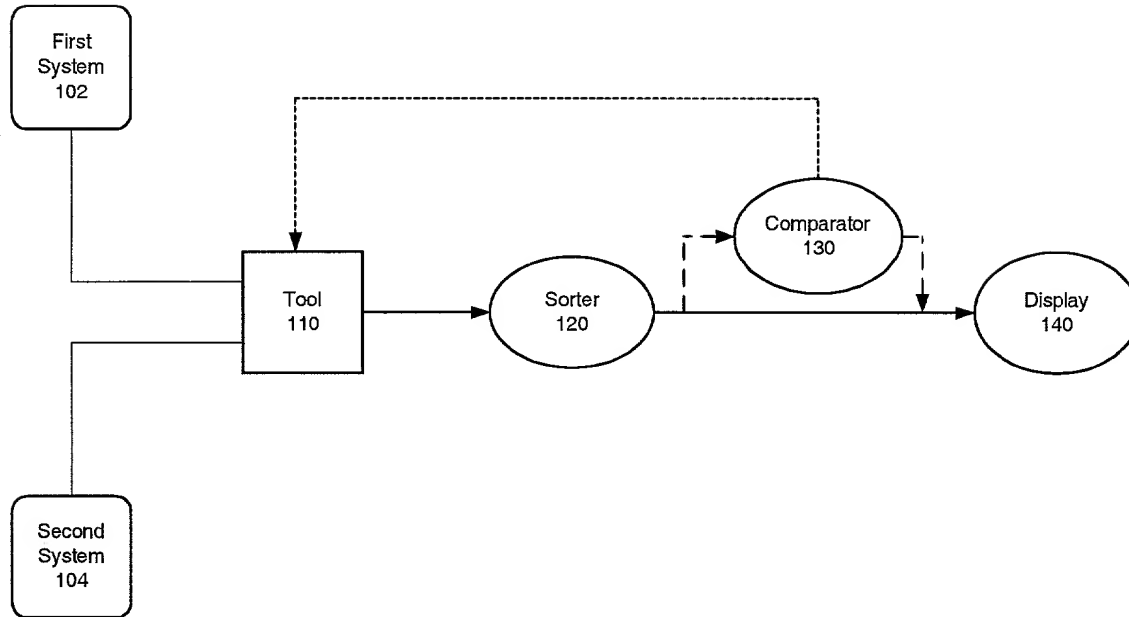 First
System
102
Comparator
130
Tool
110
Sorter
120
Display
140
Second
System
104